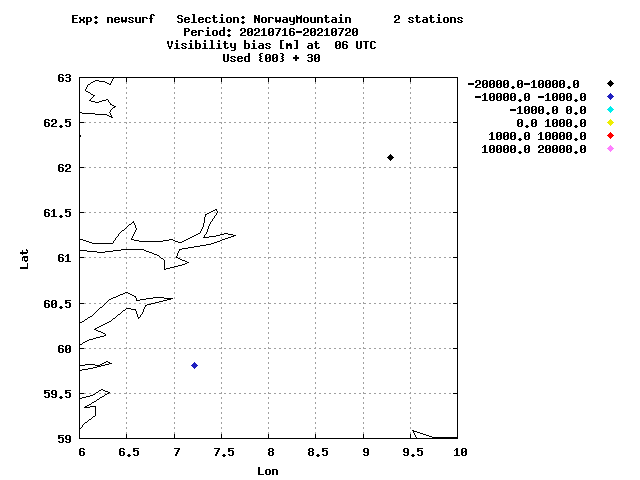 Exp: newsurf   Selection: NorwayMountain      2 stations
Period: 20210716-20210720
Visibility bias [m] at  06 UTC
Used {00} + 30
-20000.0-10000.0
-10000.0 -1000.0
-1000.0 0.0
0.0 1000.0
1000.0 10000.0
10000.0 20000.0
63
62.5
62
61.5
61
60.5
60
59.5
59
Lat
6 6.5 7 7.5 8 8.5 9 9.5 10
Lon